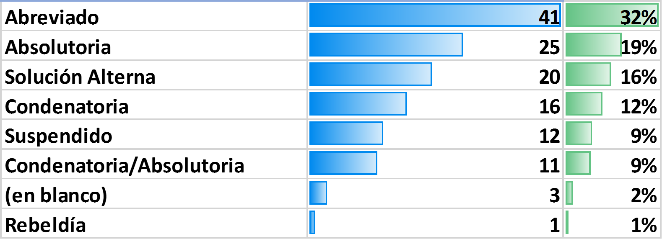 Abreviado 41 32%
Absolutoria 25 19%
Solución Alterna 20 16%
Condenatoria 16 12%
Suspendido 12 9%
Condenatoria/Absolutoria 11 9%
(en blanco) 3 2%
Rebeldía 1 1%